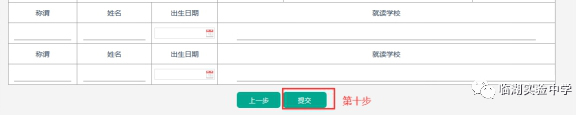 称谓 姓名 出生日期 就读学校
称谓 姓名 出生日期 就读学校
上一步 提交 第十步
临湖实验中学